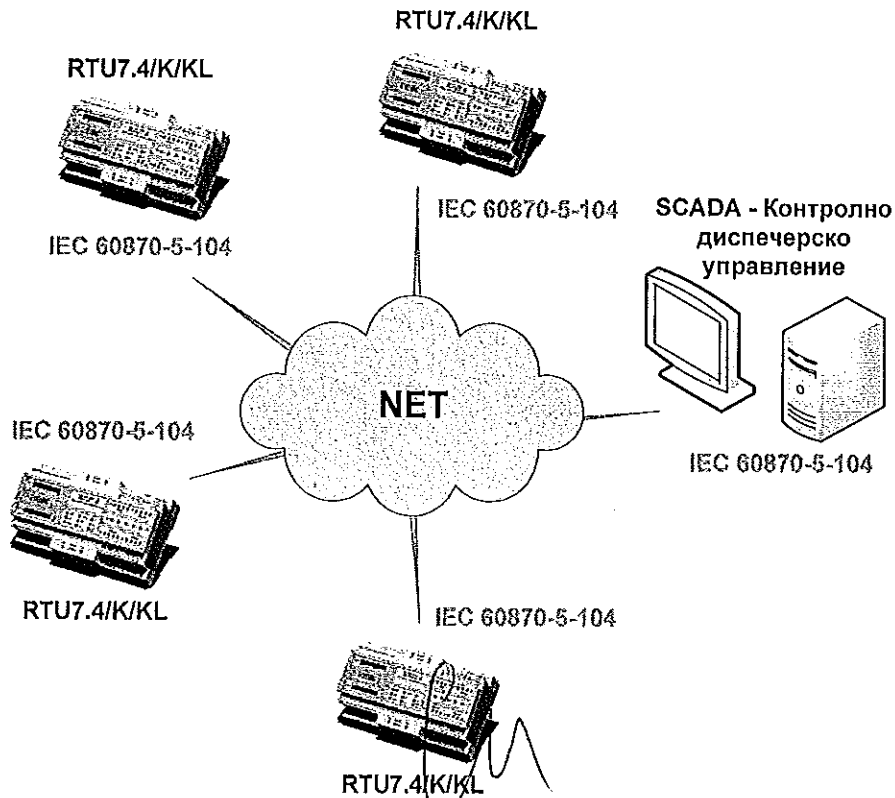 RTU7.4/K/KL
RTU7.4/K/KL
IEC 60870-5-104
IEC 60870-5-104
SCADA - Контролно
диспечерско
управление
NET
IEC 60870-5-104
IEC 60870-5-104
RTU7.4/K/KL
IEC 60870-5-104
RTU7.4/K/KL